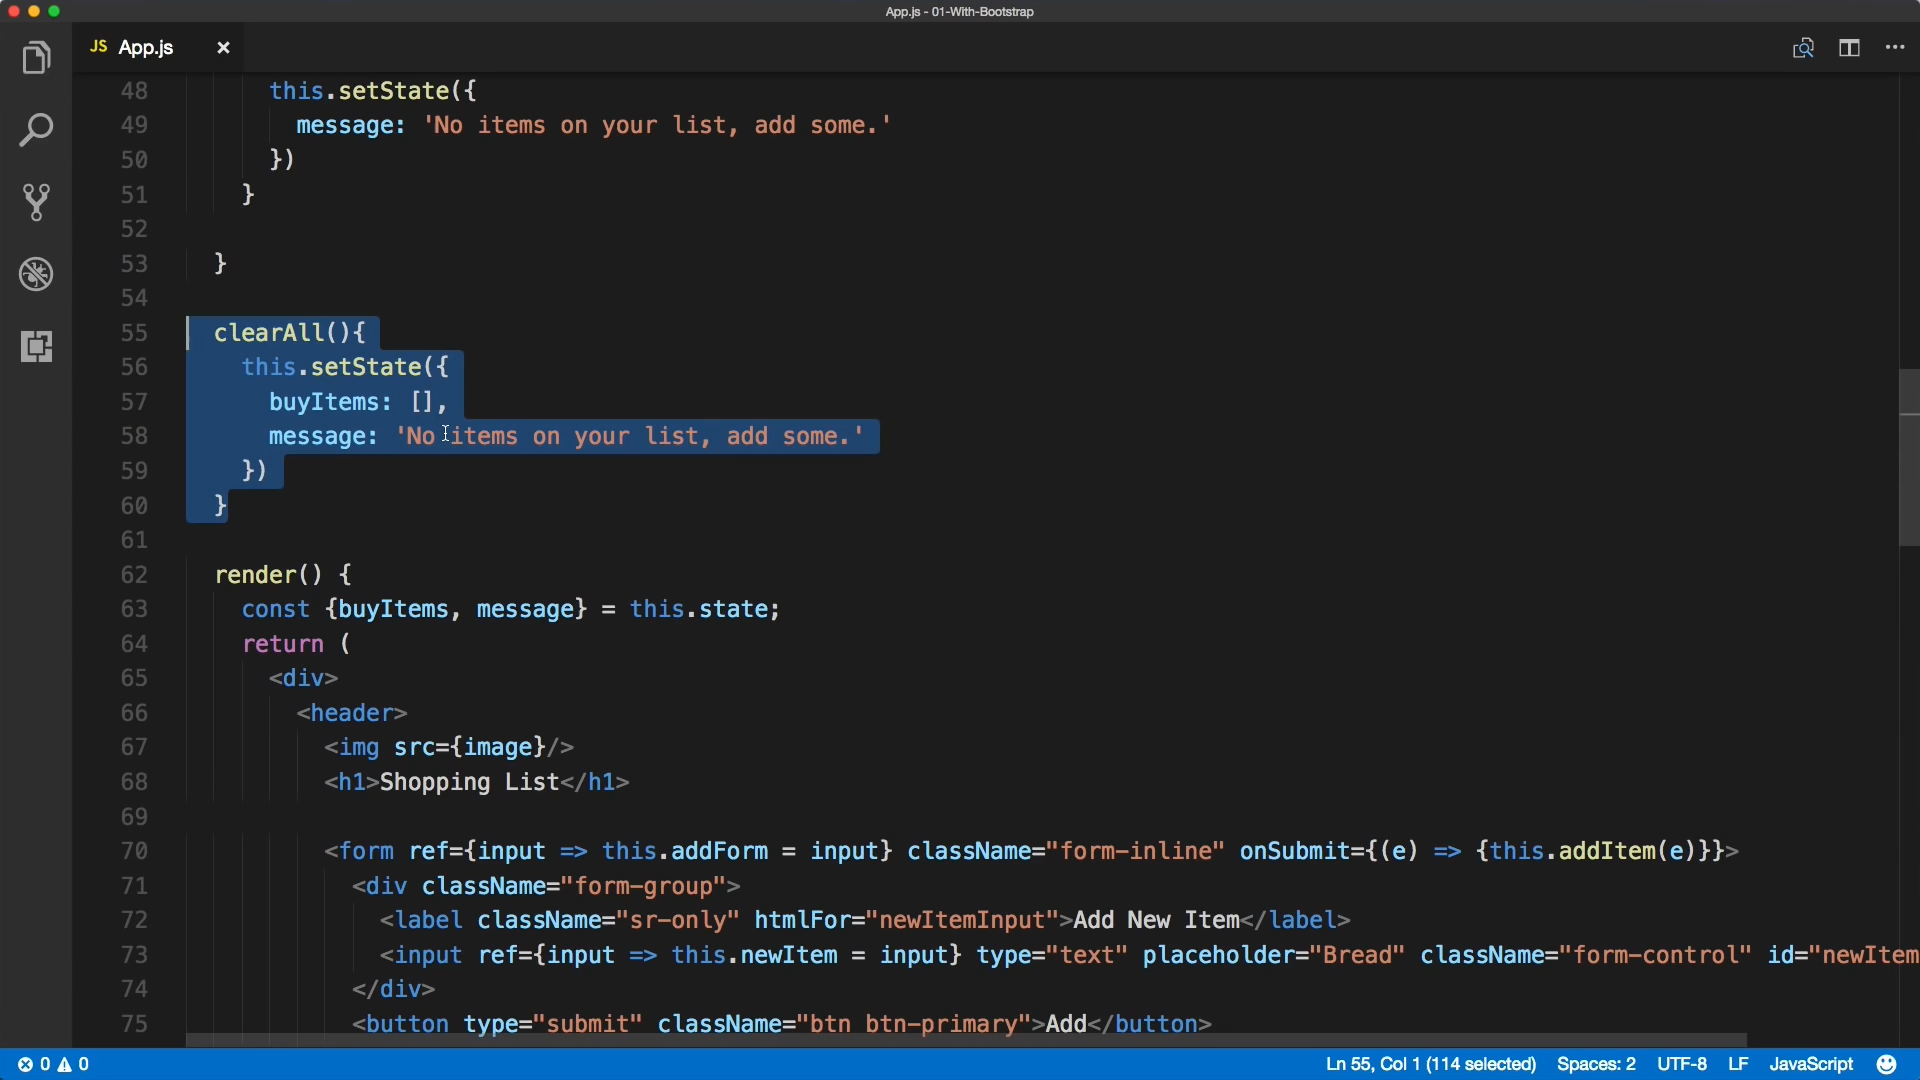 App.js - 01-With-Bootstrap
JS App.js
48 this.setState({
49 message: 'No items on your list, add some.'
50 })
51 }
52
53 }
54
55 clearAll(){
56 this.setState({
57 buyItems: [],
58 message: 'No items on your list, add some.'
59 })
60 }
61
62 render() {
63 const {buyItems, message} = this.state;
64 return (
65 <div>
66 <header>
67 <img src={image}/>
68 <h1>Shopping List</h1>
69
70 <form ref={input => this.addForm = input} className="form-inline" onSubmit={(e) => {this.addItem(e)}}>
71 <div className="form-group">
72 <label className="sr-only" htmlFor="newItemInput">Add New Item</label>
73 <input ref={input => this.newItem = input} type="text" placeholder="Bread" className="form-control" id="newItem
74 </div>
75 <button type="submit" className="btn btn-primary">Add</button>
0 0 Ln 55, Col 1 (114 selected) Spaces: 2 UTF-8 LF JavaScript